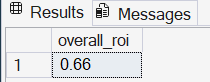 Results Messages
overall_roi
1 0.66